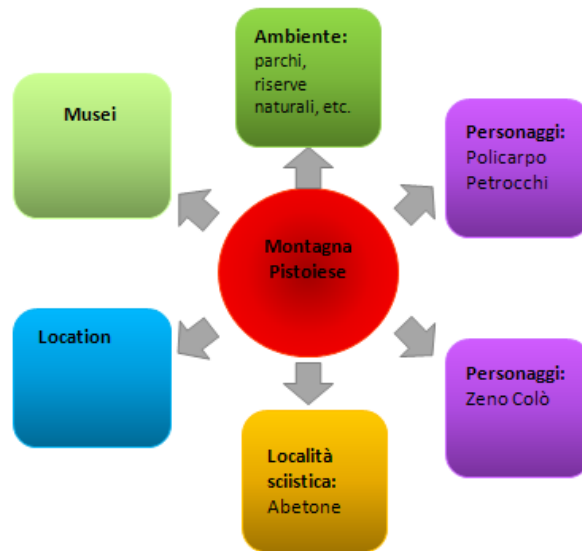 Ambiente:
parchi,
riserve
naturali, etc.
Musei
Personaggi:
Policarpo
Petrocchi
Montagna
Pistoiese
Location
Personaggi:
Zeno Colò
Località
sciistica:
Abetone